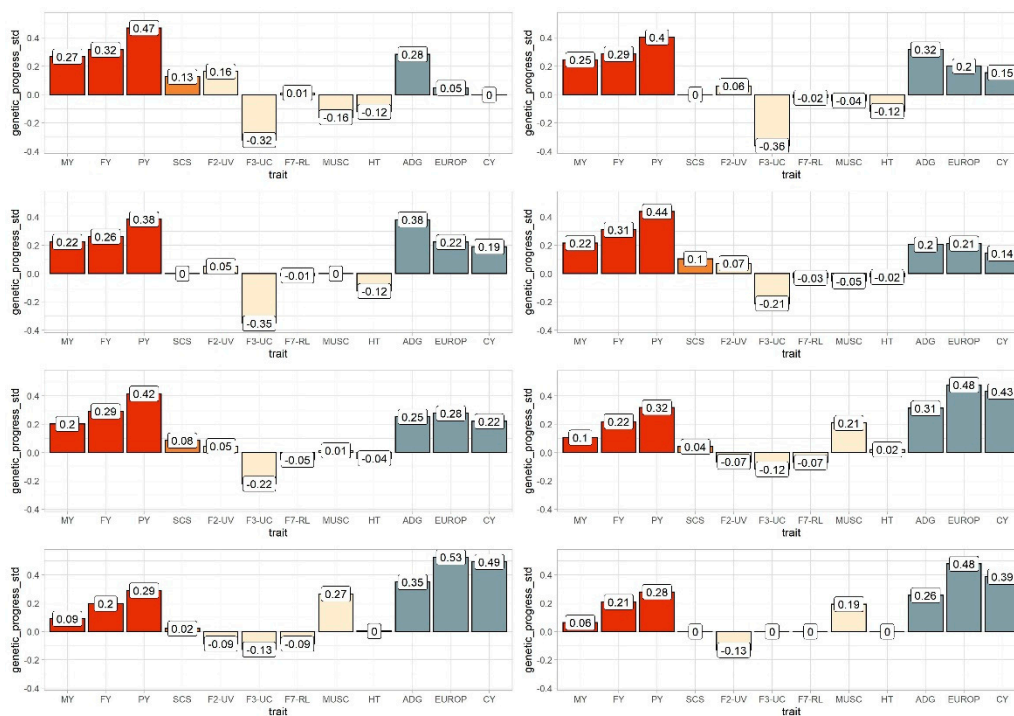 genetic_progress_std
0.4
0.2
0.0
-0.2
-0.4
0.27 0.32 0.47 0.13 0.16 -0.32 0.01 -0.16 -0.12 0.28 0.05 0
MY FY PY SCS F2-UV F3-UC F7-RL MUSC HT ADG EUROP CY
trait
genetic_progress_std
0.4
0.2
0.0
-0.2
-0.4
0.25 0.29 0.4 0 0.06 -0.36 -0.02 -0.04 -0.12 0.32 0.2 0.15
MY FY PY SCS F2-UV F3-UC F7-RL MUSC HT ADG EUROP CY
trait
genetic_progress_std
0.4
0.2
0.0
-0.2
-0.4
0.22 0.26 0.38 0 0.05 -0.35 -0.01 0 -0.12 0.38 0.22 0.19
MY FY PY SCS F2-UV F3-UC F7-RL MUSC HT ADG EUROP CY
trait
genetic_progress_std
0.4
0.2
0.0
-0.2
-0.4
0.22 0.31 0.44 0.1 0.07 -0.21 -0.03 -0.05 -0.02 0.2 0.21 0.14
MY FY PY SCS F2-UV F3-UC F7-RL MUSC HT ADG EUROP CY
trait
genetic_progress_std
0.4
0.2
0.0
-0.2
-0.4
0.2 0.29 0.42 0.08 0.05 -0.22 -0.05 0.01 -0.04 0.25 0.28 0.22
MY FY PY SCS F2-UV F3-UC F7-RL MUSC HT ADG EUROP CY
trait
genetic_progress_std
0.4
0.2
0.0
-0.2
-0.4
0.1 0.22 0.32 0.04 -0.07 -0.12 -0.07 0.21 0.02 0.31 0.48 0.43
MY FY PY SCS F2-UV F3-UC F7-RL MUSC HT ADG EUROP CY
trait
genetic_progress_std
0.4
0.2
0.0
-0.2
-0.4
0.09 0.2 0.29 0.02 -0.09 -0.13 -0.09 0.27 0 0.35 0.53 0.49
MY FY PY SCS F2-UV F3-UC F7-RL MUSC HT ADG EUROP CY
trait
genetic_progress_std
0.4
0.2
0.0
-0.2
-0.4
0.06 0.21 0.28 0 -0.13 0 0 0.19 0 0.26 0.48 0.39
MY FY PY SCS F2-UV F3-UC F7-RL MUSC HT ADG EUROP CY
trait